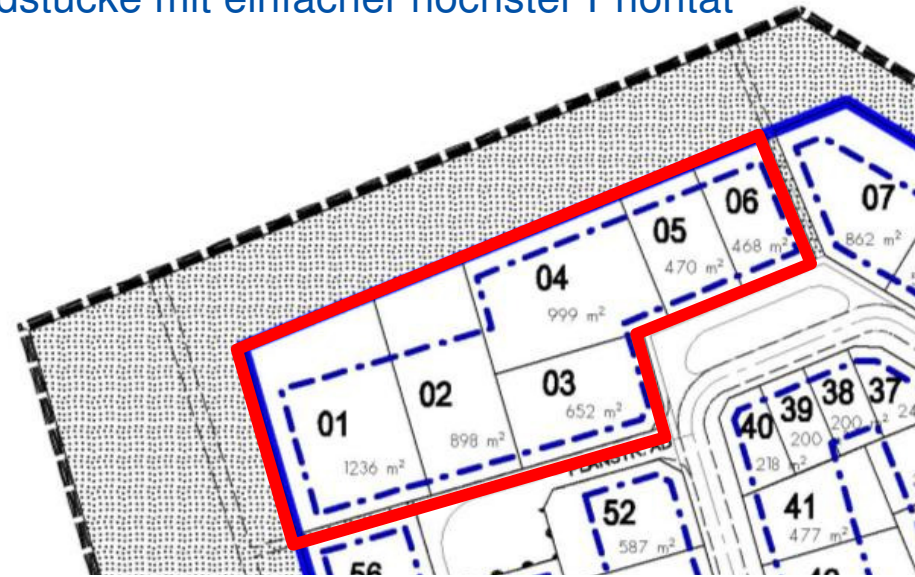 mit einfacher höchster Priorität
06
468 m²
07
862 m²
05
470 m²
04
999 m²
03
652 m²
02
898 m²
01
1236 m²
37
38
200
39
200
40
218 m²
41
477 m²
52
587 m²
56